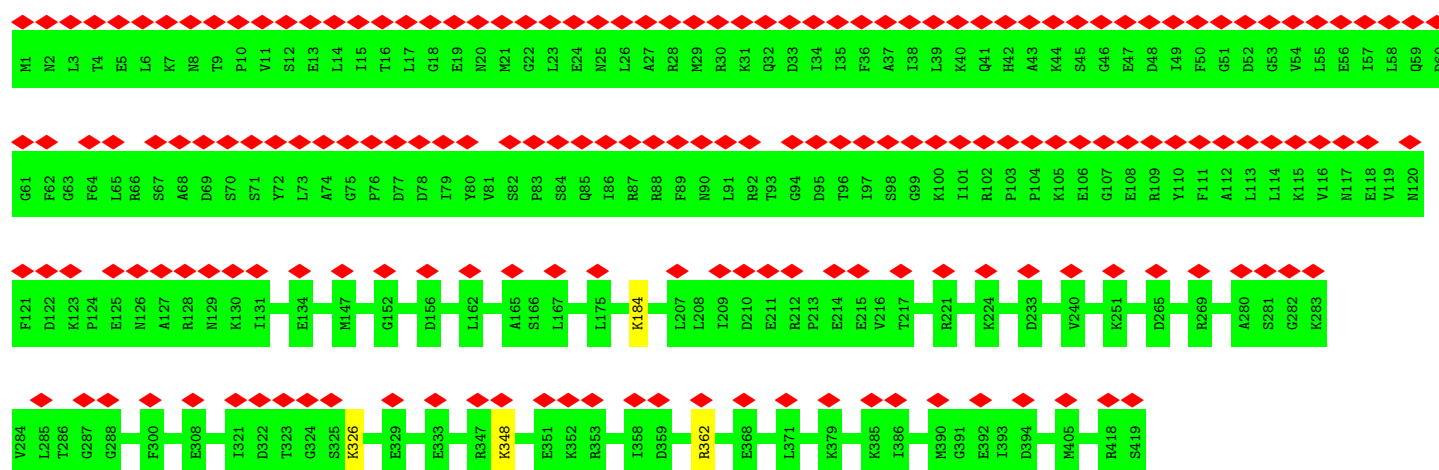 M1 N2 L3 T4 E5 L6 K7 N8 T9 P10 V11 S12 E13 L14 I15 T16 L17 G18 E19 N20 M21 G22 L23 E24 N25 L26 A27 R28 M29 R30 K31 Q32 D33 I34 I35 F36 A37 I38 L39 K40 Q41 H42 A43 K44 S45 G46 E47 D48 I49 F50 G51 D52 G53 V54 L55 E56 I57 L58 Q59 D60
G61 F62 G63 F64 L65 R66 S67 A68 D69 S70 S71 Y72 L73 A74 G75 P76 D77 D78 I79 Y80 V81 S82 P83 S84 Q85 I86 R87 R88 F89 N90 L91 R92 T93 G94 D95 T96 I97 S98 G99 K100 I101 R102 P103 P104 K105 E106 G107 E108 R109 Y110 F111 A112 L113 L114 K115 V116 N117 E118 V119 N120
F121 D122 K123 P124 E125 N126 A127 R128 N129 K130 I131 E134 M147 G152 D156 L162 A165 S166 L167 L175 K184 L207 L208 I209 D210 E211 R212 P213 E214 E215 V216 T217 R221 K224 D233 V240 K251 D265 R269 A280 S281 G282 K283
V284 L285 T286 G287 G288 F300 E308 I321 D322 T323 G324 S325 K326 E329 E333 R347 K348 E351 K352 R353 I358 D359 R362 E368 L371 K379 K385 I386 M390 G391 E392 I393 D394 M405 R418 S419